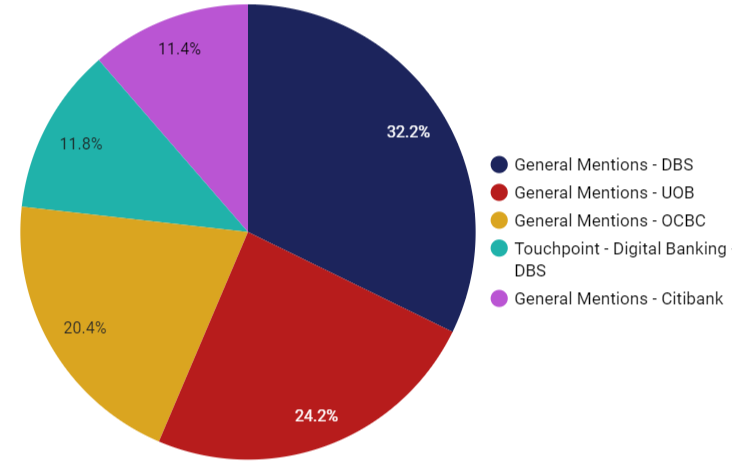 11.4%
32.2%
11.8%
20.4%
24.2%
General Mentions - DBS
General Mentions - UOB
General Mentions - OCBC
Touchpoint - Digital Banking -
DBS
General Mentions - Citibank